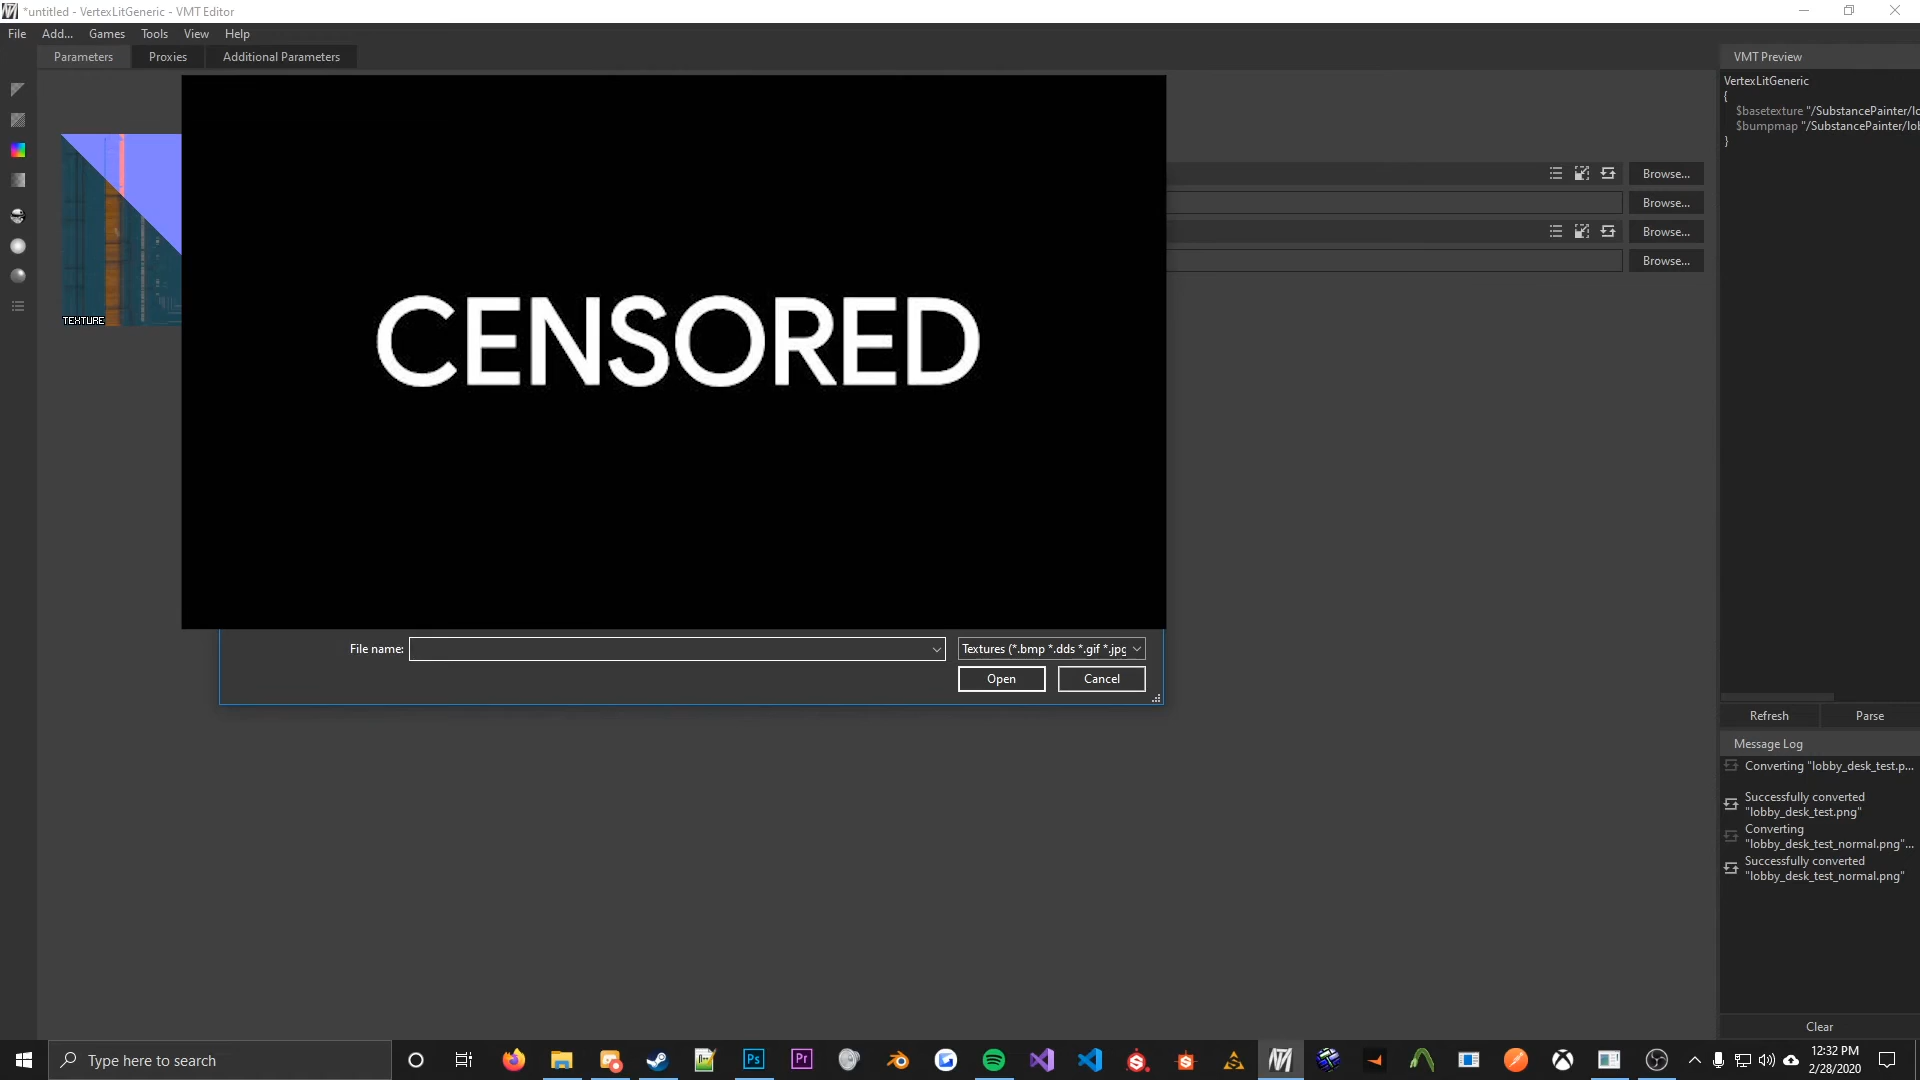 *untitled - VertexLitGeneric - VMT Editor
File Add... Games Tools View Help
Parameters Proxies Additional Parameters
VMT Preview
VertexLitGeneric
{
$basetexture "/SubstancePainter/lo
$bumpmap "/SubstancePainter/lob
}
Browse...
Browse...
Browse...
Browse...
TEXTURE
CENSORED
File name:
Textures (*.bmp *.dds *.gif *.jpg
Open Cancel
Refresh Parse
Message Log
Converting "lobby_desk_test.p...
Successfully converted
"lobby_desk_test.png"
Converting
"lobby_desk_test_normal.png"...
Successfully converted
"lobby_desk_test_normal.png"
Clear
Type here to search
Ps
Pr
12:32 PM
2/28/2020